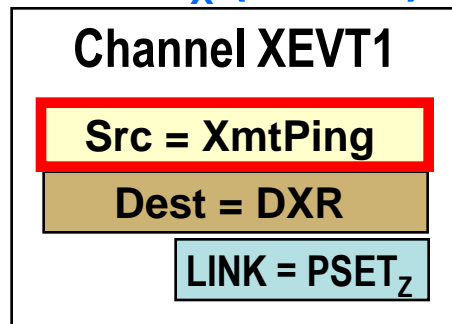 Channel XEVT1
Src = XmtPing
Dest = DXR
LINK = PSETZ